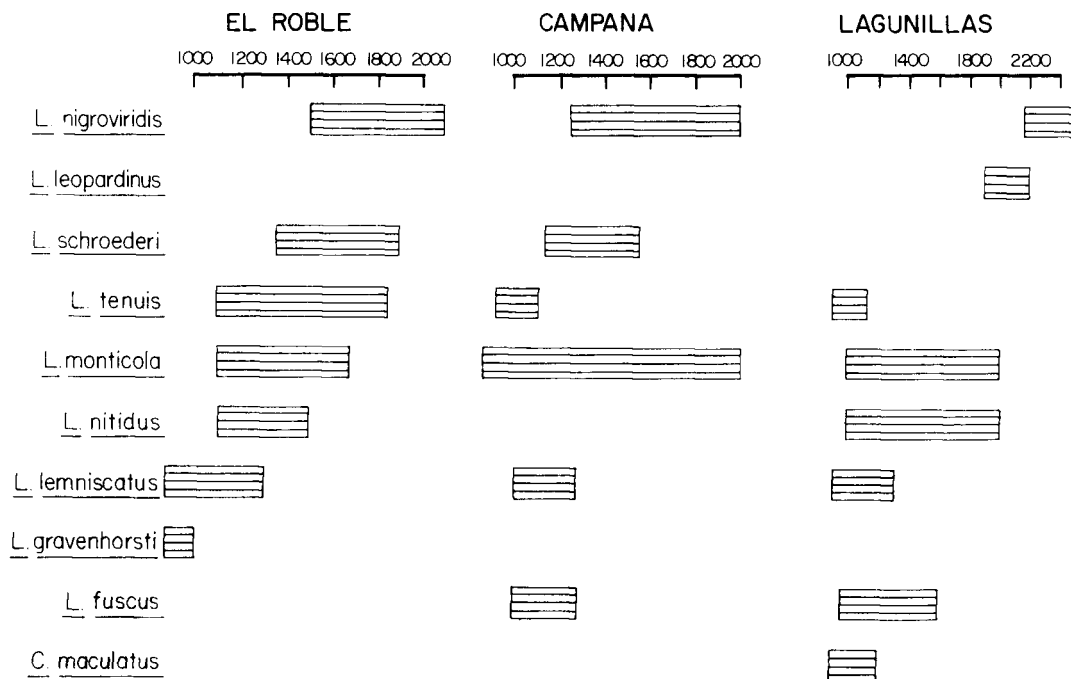 EL ROBLE CAMPANA LAGUNILLAS
1000 1200 1400 1600 1800 2000 1000 1200 1400 1600 1800 2000 1000 1400 1800 2200
L. nigroviridis
L. leopardinus
L. schroederi
L. tenuis
L. monticola
L. nitidus
L. lemniscatus
L. gravenhorsti
L. fuscus
C. maculatus